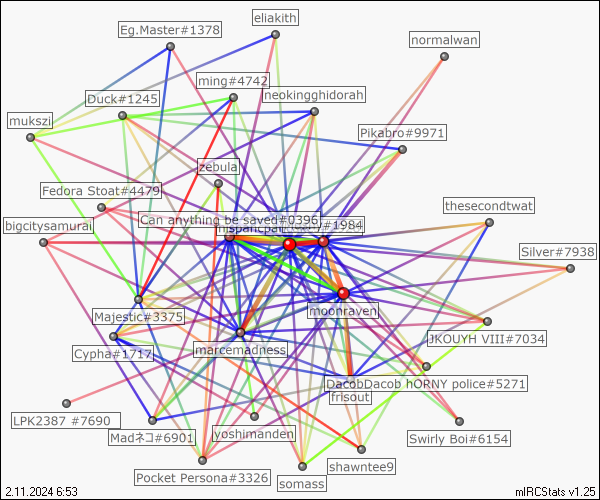 eliakith
Eg.Master#1378
normalwan
ming#4742
neokingghidorah
Duck#1245
mukszi
Pikabro#9971
zebula
Fedora Stoat#4479
thesecondtwat
Can anything be saved#0396
#1984
bigcitysamurai
Silver#7938
moonraven
Majestic#3375
JKOUYH VIII#7034
marcemadness
Cypha#1717
DacobDacob hORNY police#5271
frisout
LPK2387 #7690
Madネコ#6901
yoshimanden
Swirly Boi#6154
shawntee9
Pocket Persona#3326
somass
2.11.2024 6:53
mIRCStats v1.25